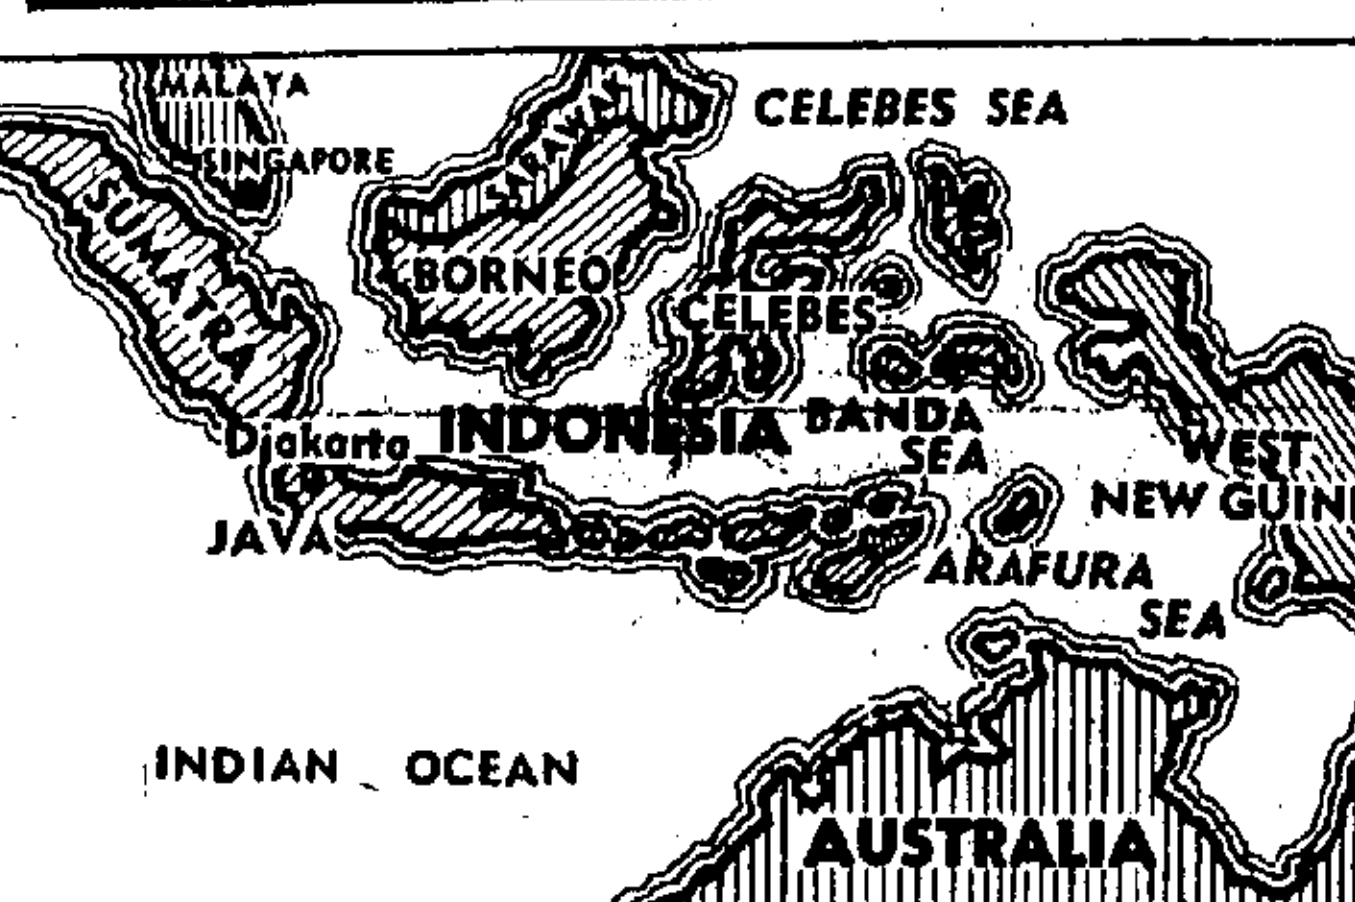 MALAYA
CELEBES SEA
SINGAPORE
SARAWAK
SUMATRA
BORNEO
CELEBES
INDONESIA
BANDA
SEA
Djakarta
WEST
NEW GUIN
JAVA
ARAFURA
SEA
INDIAN OCEAN
AUSTRALIA